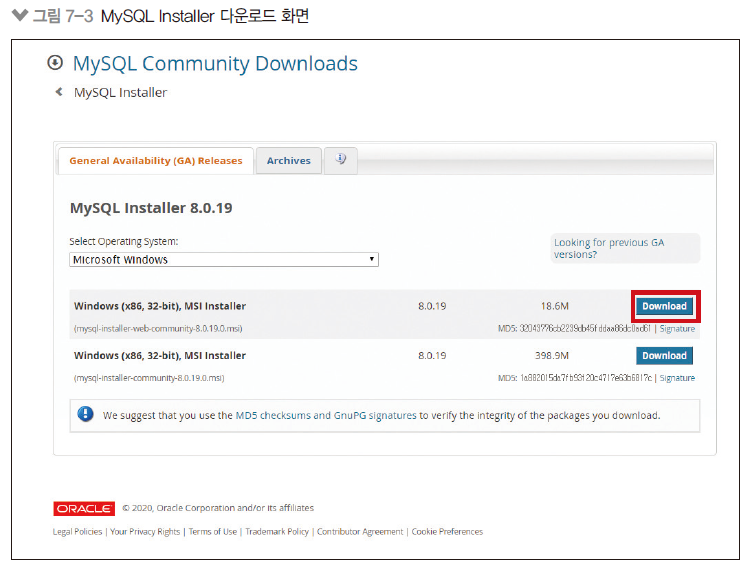 그림 7-3 MySQL Installer 다운로드 화면
MySQL Community Downloads
MySQL Installer
General Availability (GA) Releases Archives
MySQL Installer 8.0.19
Select Operating System:
Looking for previous GA
versions?
Microsoft Windows
Windows (x86, 32-bit), MSI Installer 8.0.19 18.6M Download
(mysql-installer-web-community-8.0.19.0.msi) MD5: | Signature
Windows (x86, 32-bit), MSI Installer 8.0.19 398.9M Download
(mysql-installer-community-8.0.19.0.msi) MD5: | Signature
We suggest that you use the MD5 checksums and GnuPG signatures to verify the integrity of the packages you download.
ORACLE © 2020, Oracle Corporation and/or its affiliates
Legal Policies | Your Privacy Rights | Terms of Use | Trademark Policy | Contributor Agreement | Cookie Preferences